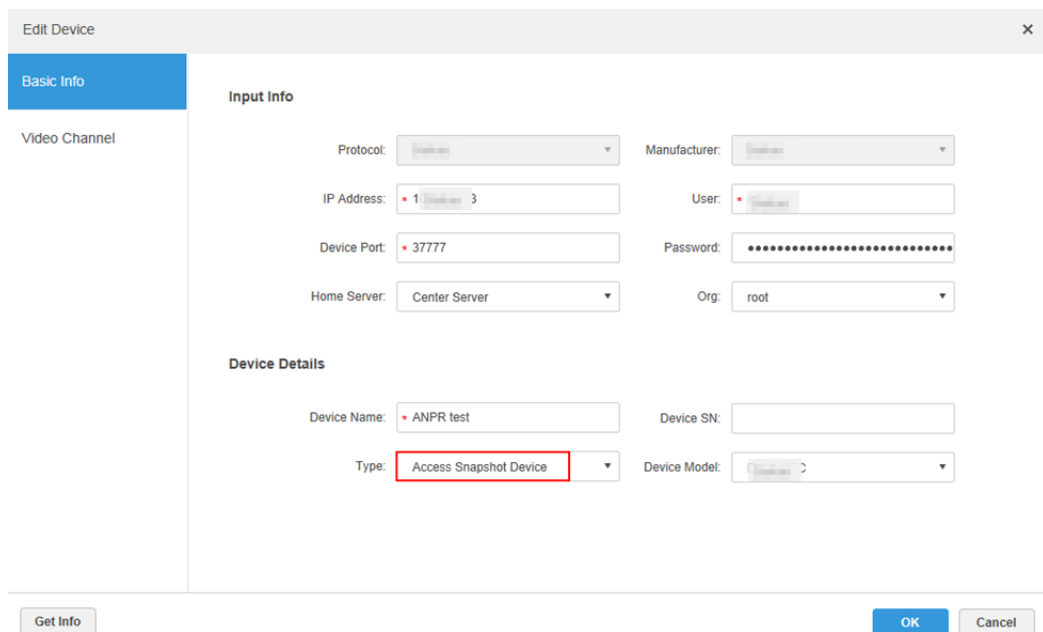 Edit Device
Basic Info
Video Channel
Input Info
Protocol: Manufacturer:
IP Address: * 1 3 User: *
Device Port: * 37777 Password: ••••••••••••••••••••••••••••
Home Server: Center Server Org: root
Device Details
Device Name: * ANPR test Device SN:
Type: Access Snapshot Device Device Model:
Get Info OK Cancel